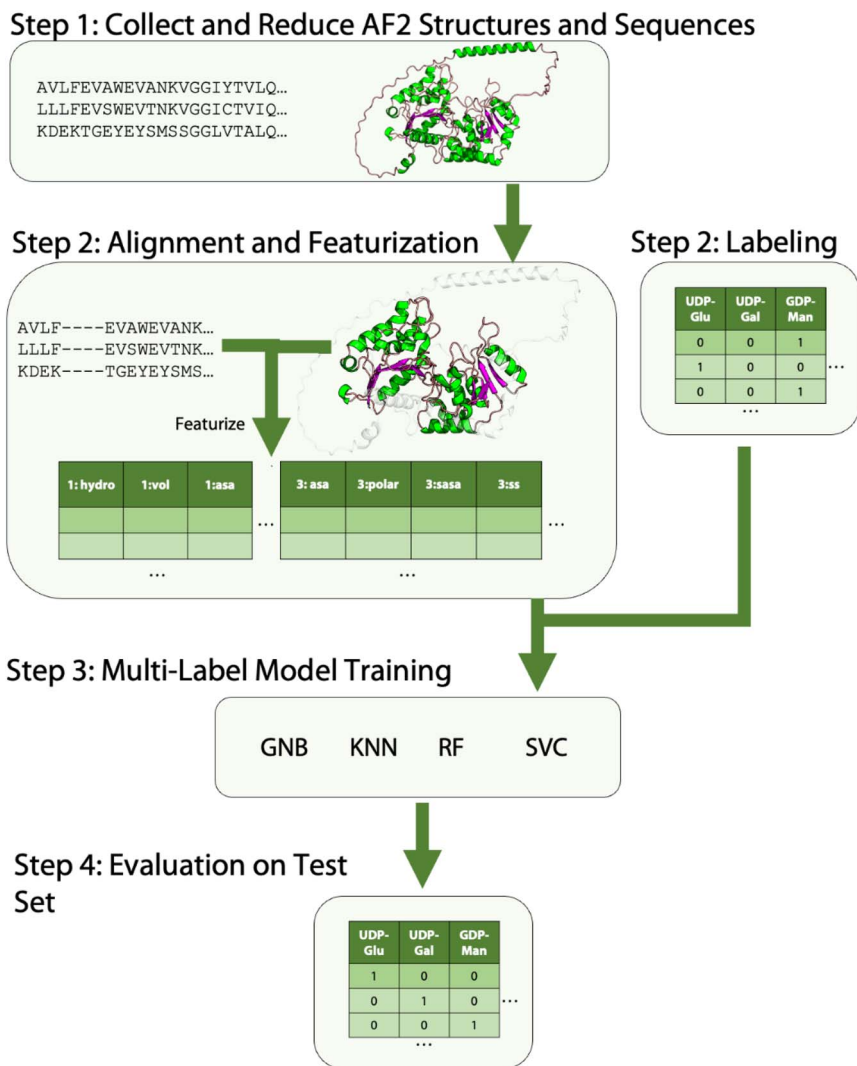 Step 1: Collect and Reduce AF2 Structures and Sequences
AVLFEVAWEVANKVGGIYTVLQ...
LLLFEVSWEVTNKVGGICTVIQ...
KDEKTGEYEYSMSSGGLVTALQ...
Step 2: Alignment and Featurization
AVLF----EVAWEVANK...
LLLF----EVSWEVTNK...
KDEK----TGEYEYSMS...
Featurize
1: hydro 1:vol 1:asa ... 3: asa 3:polar 3:sasa 3:ss ...
... ...
Step 2: Labeling
UDP-Glu UDP-Gal GDP-Man
0 0 1
1 0 0 ...
0 0 1
...
Step 3: Multi-Label Model Training
GNB KNN RF SVC
Step 4: Evaluation on Test
Set
UDP-Glu UDP-Gal GDP-Man
1 0 0
0 1 0 ...
0 0 1
...